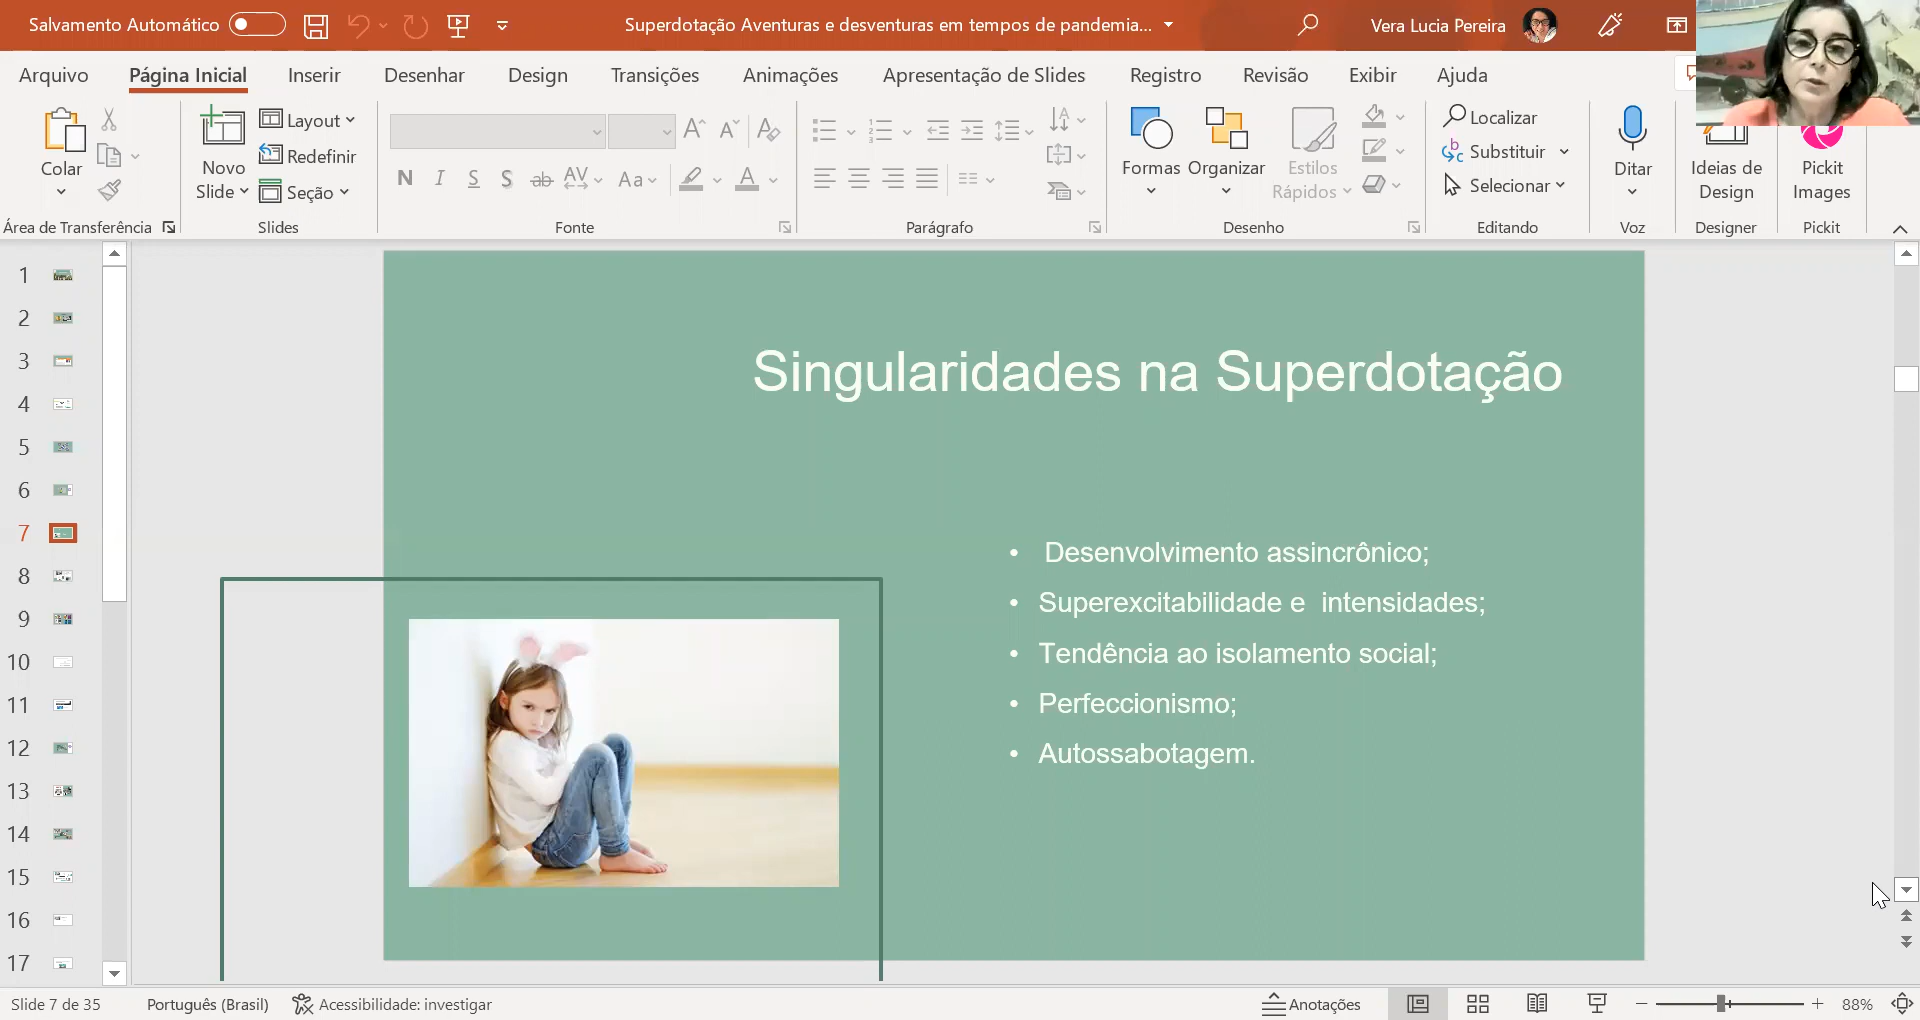 Salvamento Automático
Superdotação Aventuras e desventuras em tempos de pandemia...
Vera Lucia Pereira
Arquivo Página Inicial Inserir Desenhar Design Transições Animações Apresentação de Slides Registro Revisão Exibir Ajuda
Colar
Novo
Slide
Layout
Redefinir
Seção
N I S S ab AV Aa A
Formas
Organizar
Estilos
Rápidos
Localizar
Substituir
Selecionar
Ditar
Ideias de
Design
Pickit
Images
Área de Transferência Slides Fonte Parágrafo Desenho Editando Voz Designer Pickit
1
2
3
4
5
6
7
8
9
10
11
12
13
14
15
16
17
Singularidades na Superdotação
• Desenvolvimento assincrônico;
• Superexcitabilidade e  intensidades;
• Tendência ao isolamento social;
• Perfeccionismo;
• Autossabotagem.
Slide 7 de 35 Português (Brasil) Acessibilidade: investigar Anotações 88%